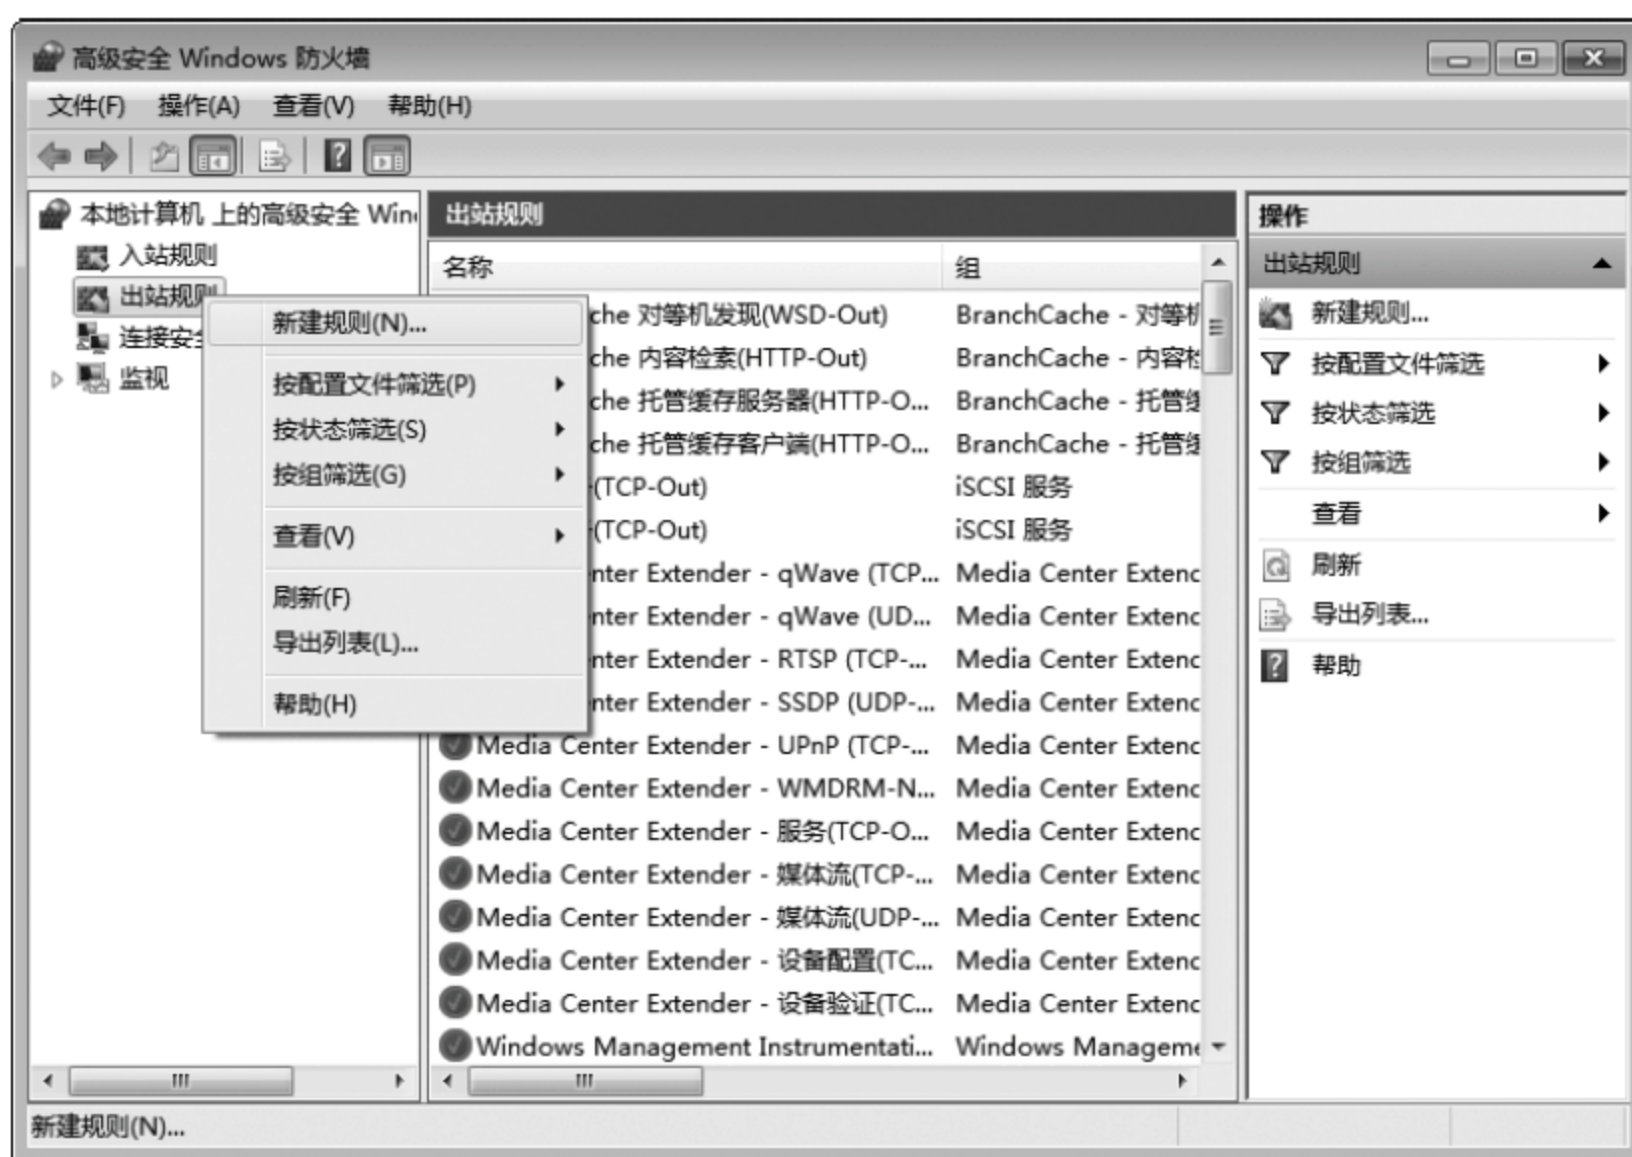 高级安全 Windows 防火墙
文件(F) 操作(A) 查看(V) 帮助(H)
本地计算机 上的高级安全 Win
入站规则
出站规则
连接安
监视
新建规则(N)...
按配置文件筛选(P)
按状态筛选(S)
按组筛选(G)
查看(V)
刷新(F)
导出列表(L)...
帮助(H)
出站规则
名称 组
che 对等机发现(WSD-Out) BranchCache - 对等机
che 内容检索(HTTP-Out) BranchCache - 内容检
che 托管缓存服务器(HTTP-O... BranchCache - 托管缓
che 托管缓存客户端(HTTP-O... BranchCache - 托管缓
(TCP-Out) iSCSI 服务
(TCP-Out) iSCSI 服务
nter Extender - qWave (TCP... Media Center Extenc
nter Extender - qWave (UD... Media Center Extenc
nter Extender - RTSP (TCP-... Media Center Extenc
nter Extender - SSDP (UDP-... Media Center Extenc
Media Center Extender - UPnP (TCP-... Media Center Extenc
Media Center Extender - WMDRM-N... Media Center Extenc
Media Center Extender - 服务(TCP-O... Media Center Extenc
Media Center Extender - 媒体流(TCP-... Media Center Extenc
Media Center Extender - 媒体流(UDP-... Media Center Extenc
Media Center Extender - 设备配置(TC... Media Center Extenc
Media Center Extender - 设备验证(TC... Media Center Extenc
Windows Management Instrumentati... Windows Manageme
操作
出站规则
新建规则...
按配置文件筛选
按状态筛选
按组筛选
查看
刷新
导出列表...
帮助
新建规则(N)...